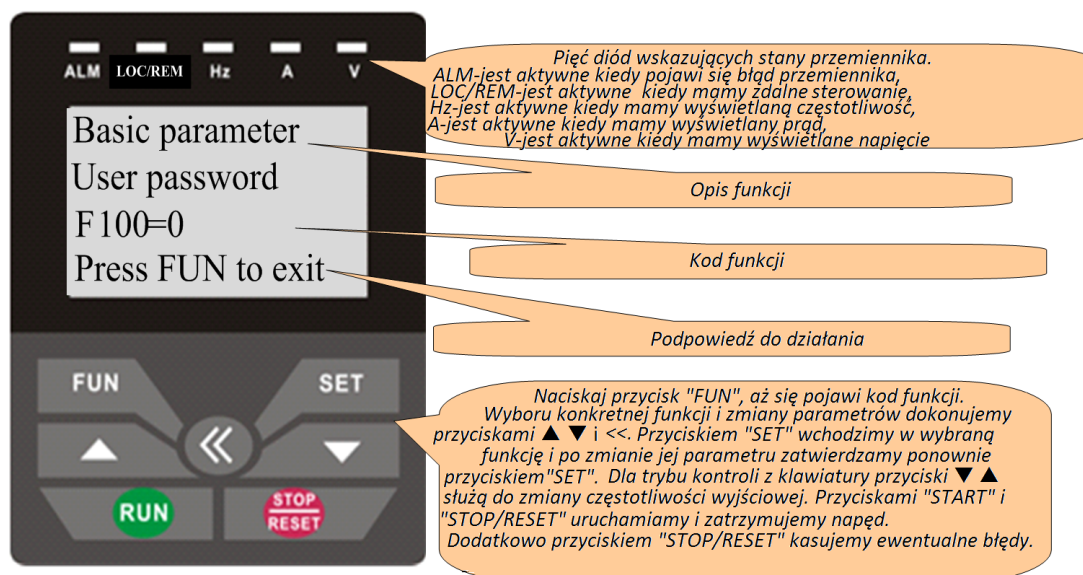 ALM LOC/REM Hz A V
Basic parameter
User password
F100=0
Press FUN to exit
FUN SET
RUN STOP
RESET
Pięć diód wskazujących stany przemiennika.
ALM-jest aktywne kiedy pojawi się błąd przemiennika,
LOC/REM-jest aktywne kiedy mamy zdalne sterowanie,
Hz-jest aktywne kiedy mamy wyświetlaną częstotliwość,
A-jest aktywne kiedy mamy wyświetlany prąd,
V-jest aktywne kiedy mamy wyświetlane napięcie
Opis funkcji
Kod funkcji
Podpowiedź do działania
Naciskaj przycisk "FUN", aż się pojawi kod funkcji.
Wyboru konkretnej funkcji i zmiany parametrów dokonujemy
przyciskami ▲ ▼ i <<. Przyciskiem "SET" wchodzimy w wybraną
funkcję i po zmianie jej parametru zatwierdzamy ponownie
przyciskiem"SET". Dla trybu kontroli z klawiatury przyciski ▼ ▲
służą do zmiany częstotliwości wyjściowej. Przyciskami "START" i
"STOP/RESET" uruchamiamy i zatrzymujemy napęd.
Dodatkowo przyciskiem "STOP/RESET" kasujemy ewentualne błędy.